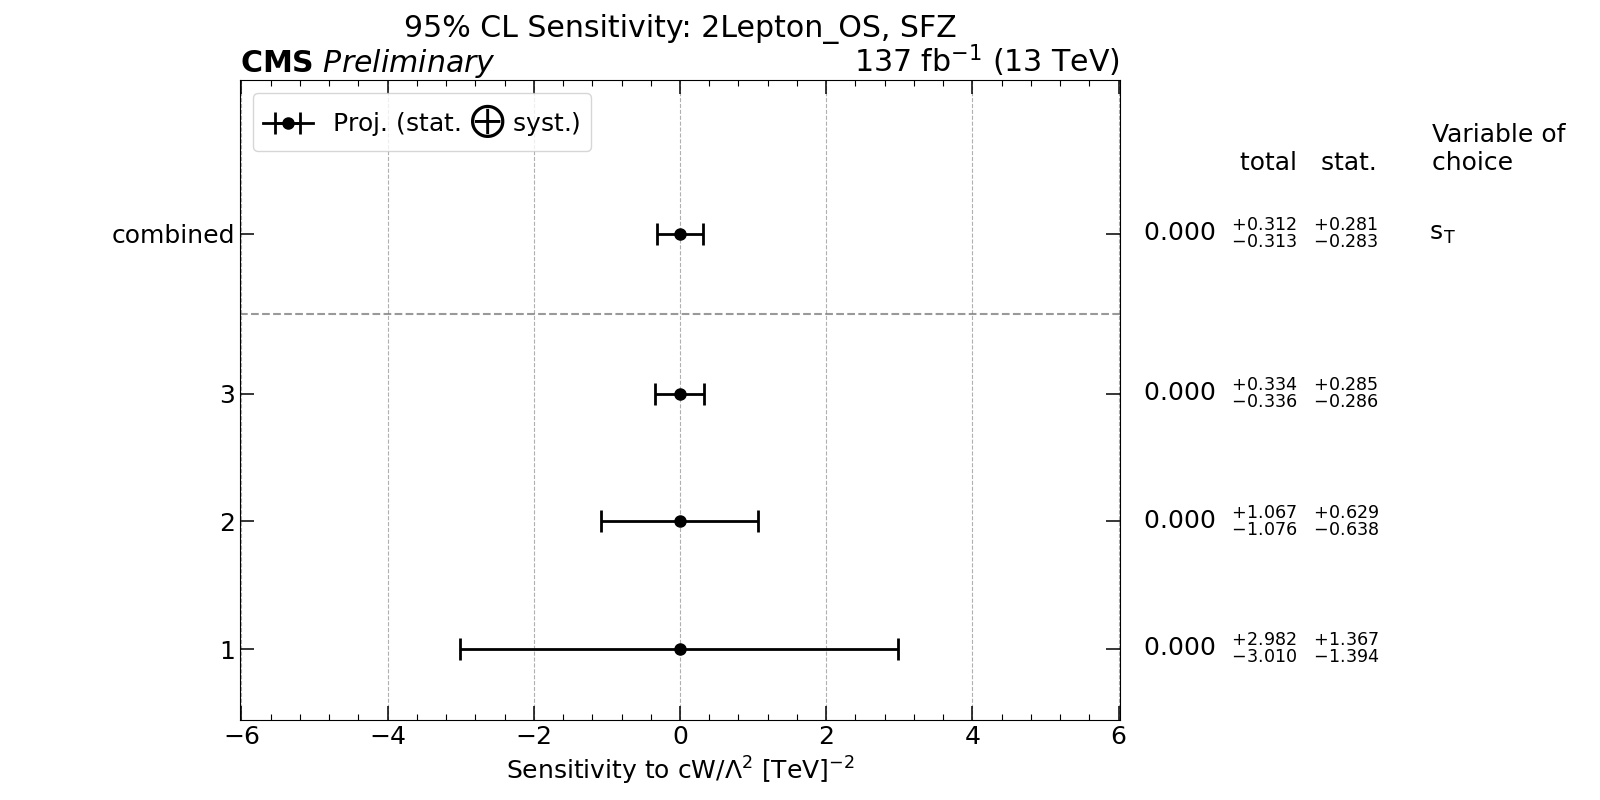 95% CL Sensitivity: 2Lepton_OS, SFZ
CMS Preliminary 137 fb⁻¹ (13 TeV)
Proj. (stat. ⊕ syst.)
Variable of
total stat. choice
combined 0.000 +0.312 +0.281 s_T
−0.313 −0.283
3 0.000 +0.334 +0.285
−0.336 −0.286
2 0.000 +1.067 +0.629
−1.076 −0.638
1 0.000 +2.982 +1.367
−3.010 −1.394
−6 −4 −2 0 2 4 6
Sensitivity to cW/Λ² [TeV]⁻²